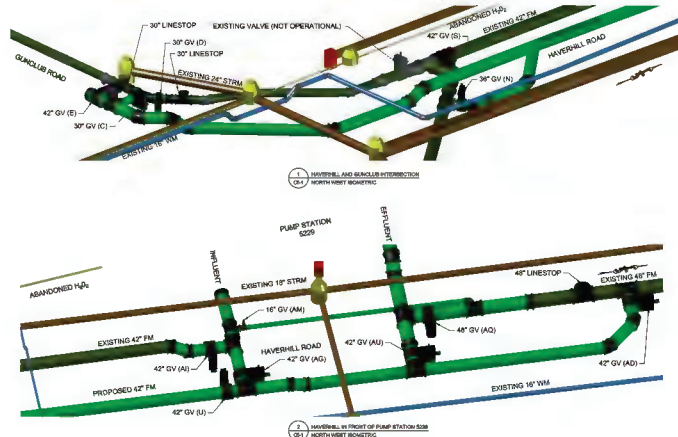 30" LINESTOP
30" GV (D)
30" LINESTOP
EXISTING VALVE (NOT OPERATIONAL)
ABANDONED H₂O₂
42" GV (S)
EXISTING 42" FM
HAVERHILL ROAD
GUNCLUB ROAD
EXISTING 24" STRM
36" GV (N)
42" GV (E)
30" GV (C)
EXISTING 16" WM
1
HAVERHILL AND GUNCLUB INTERSECTION
NORTH WEST ISOMETRIC
PUMP STATION
5229
INFLUENT
EFFLUENT
ABANDONED H₂O₂
EXISTING 18" STRM
48" LINESTOP
EXISTING 48" FM
16" GV (AM)
EXISTING 42" FM
48" GV (AQ)
HAVERHILL ROAD
42" GV (AU)
42" GV (AI)
42" GV (AG)
42" GV (AD)
PROPOSED 42" FM
42" GV (U)
EXISTING 16" WM
2
HAVERHILL IN FRONT OF PUMP STATION 5229
NORTH WEST ISOMETRIC